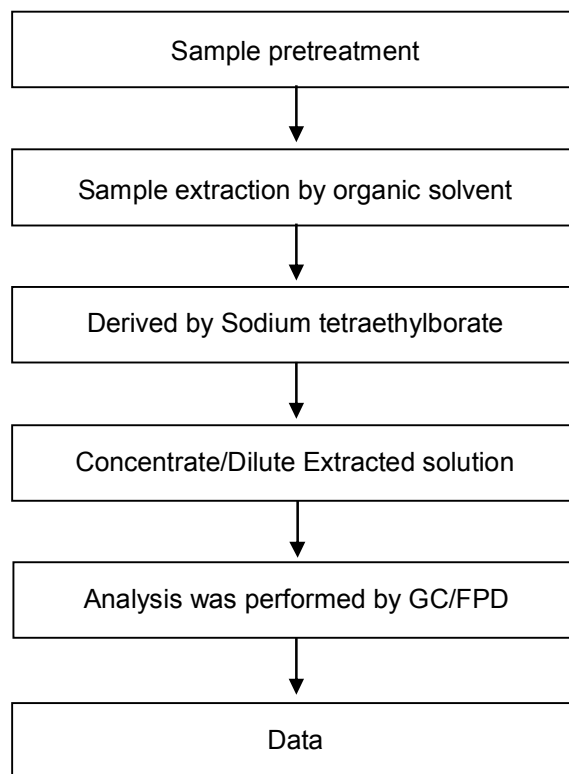 Sample pretreatment
Sample extraction by organic solvent
Derived by Sodium tetraethylborate
Concentrate/Dilute Extracted solution
Analysis was performed by GC/FPD
Data